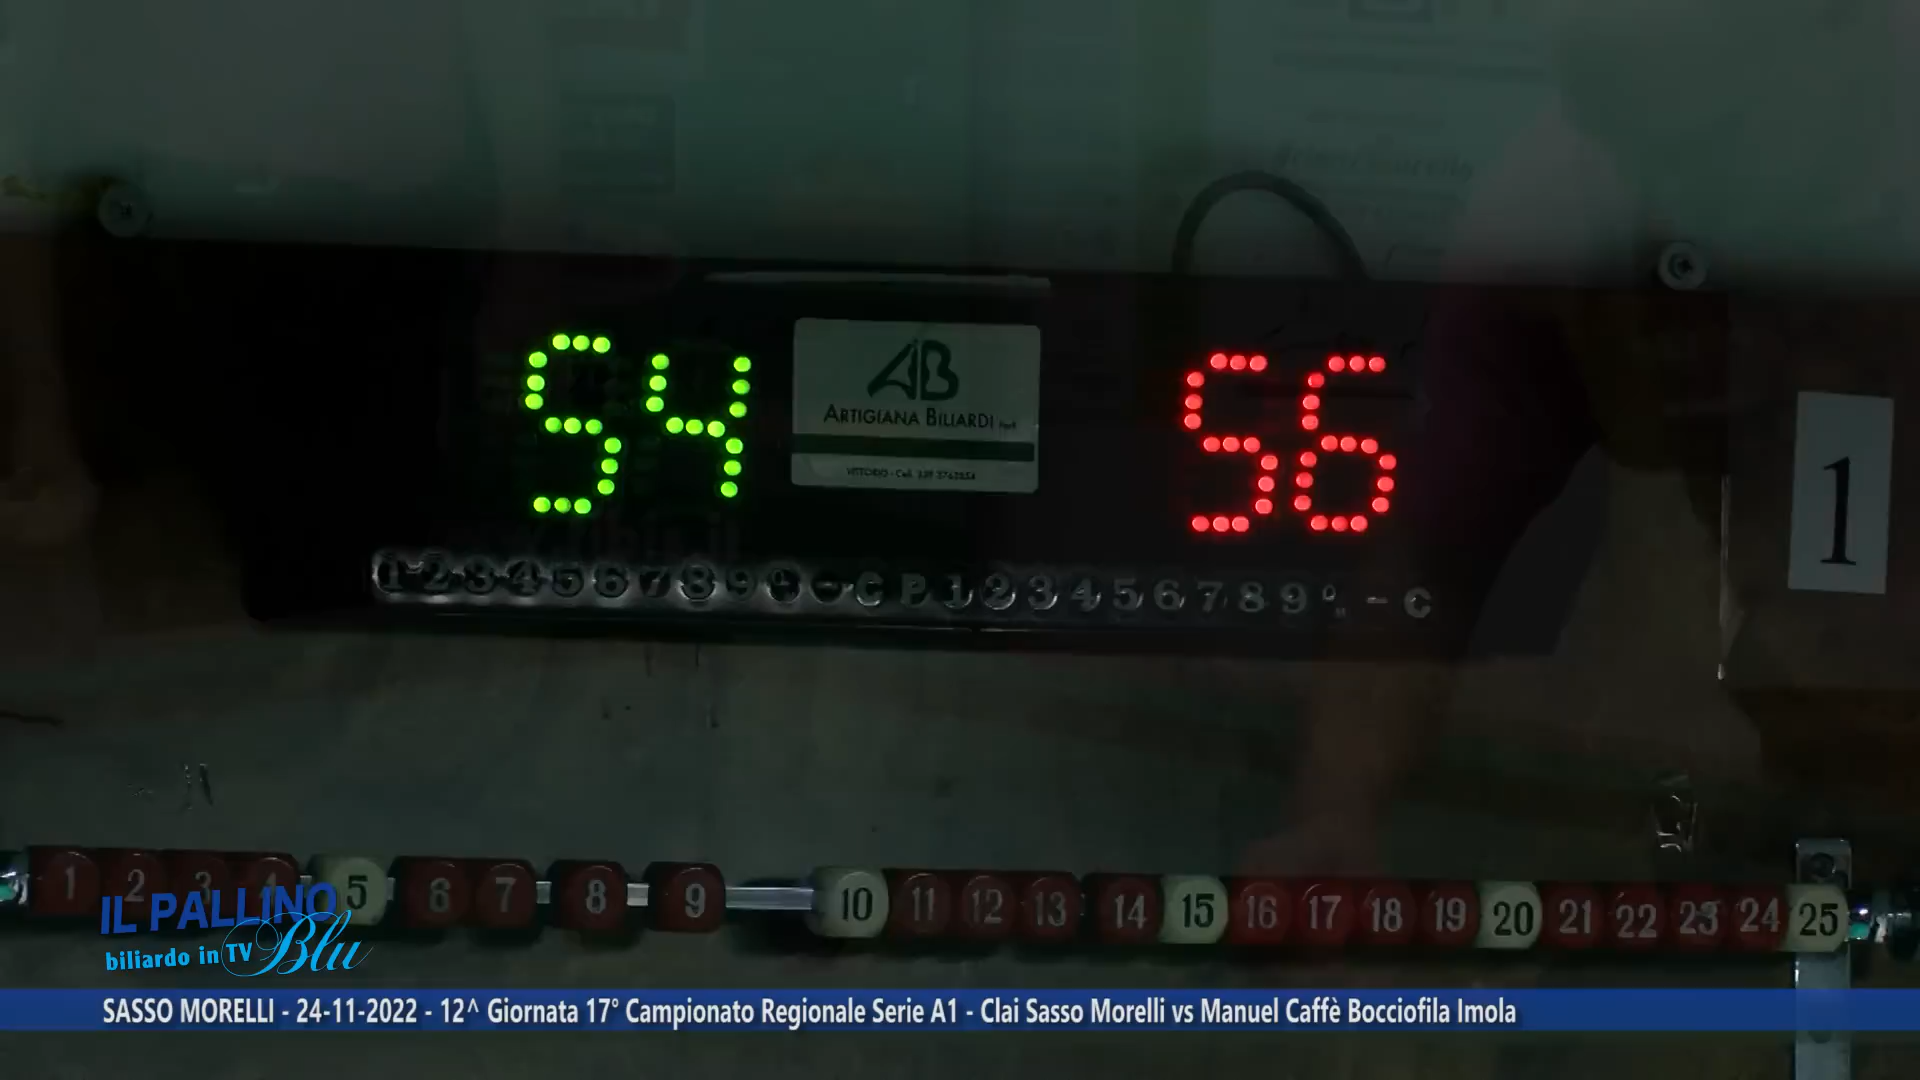 54 56
AB
ARTIGIANA BILIARDI
1 2 3 4 5 6 7 8 9 0 - C P 1 2 3 4 5 6 7 8 9 0 - C
1
1 2 3 4 5 6 7 8 9 10 11 12 13 14 15 16 17 18 19 20 21 22 23 24 25
IL PALLINO
biliardo in TV Blu
SASSO MORELLI - 24-11-2022 - 12^ Giornata 17° Campionato Regionale Serie A1 - Clai Sasso Morelli vs Manuel Caffè Bocciofila Imola